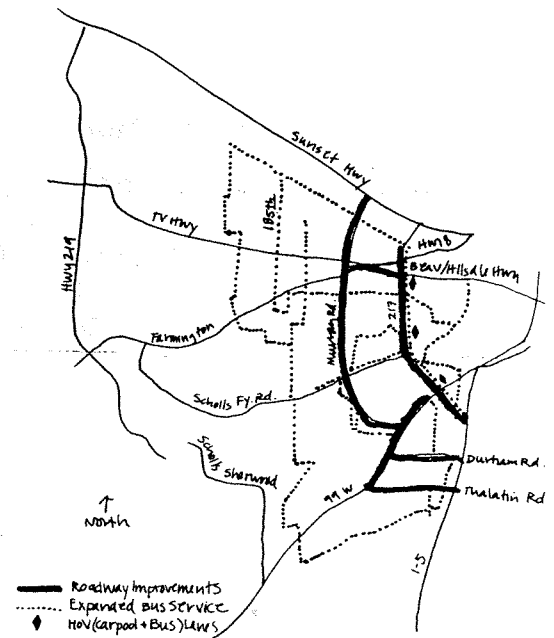 Sunset Hwy
185th
TV Hwy
HWY 8
Beav/Hillsdale Hwy
Hwy 219
217
Murray Rd.
Farmington
Scholls Fy. Rd.
Scholls
Sherwood
Durham Rd.
99 W
Thalatin Rd
↑
North
I-5
Roadway Improvements
Expanded Bus Service
HOV (carpool + Bus) Lanes